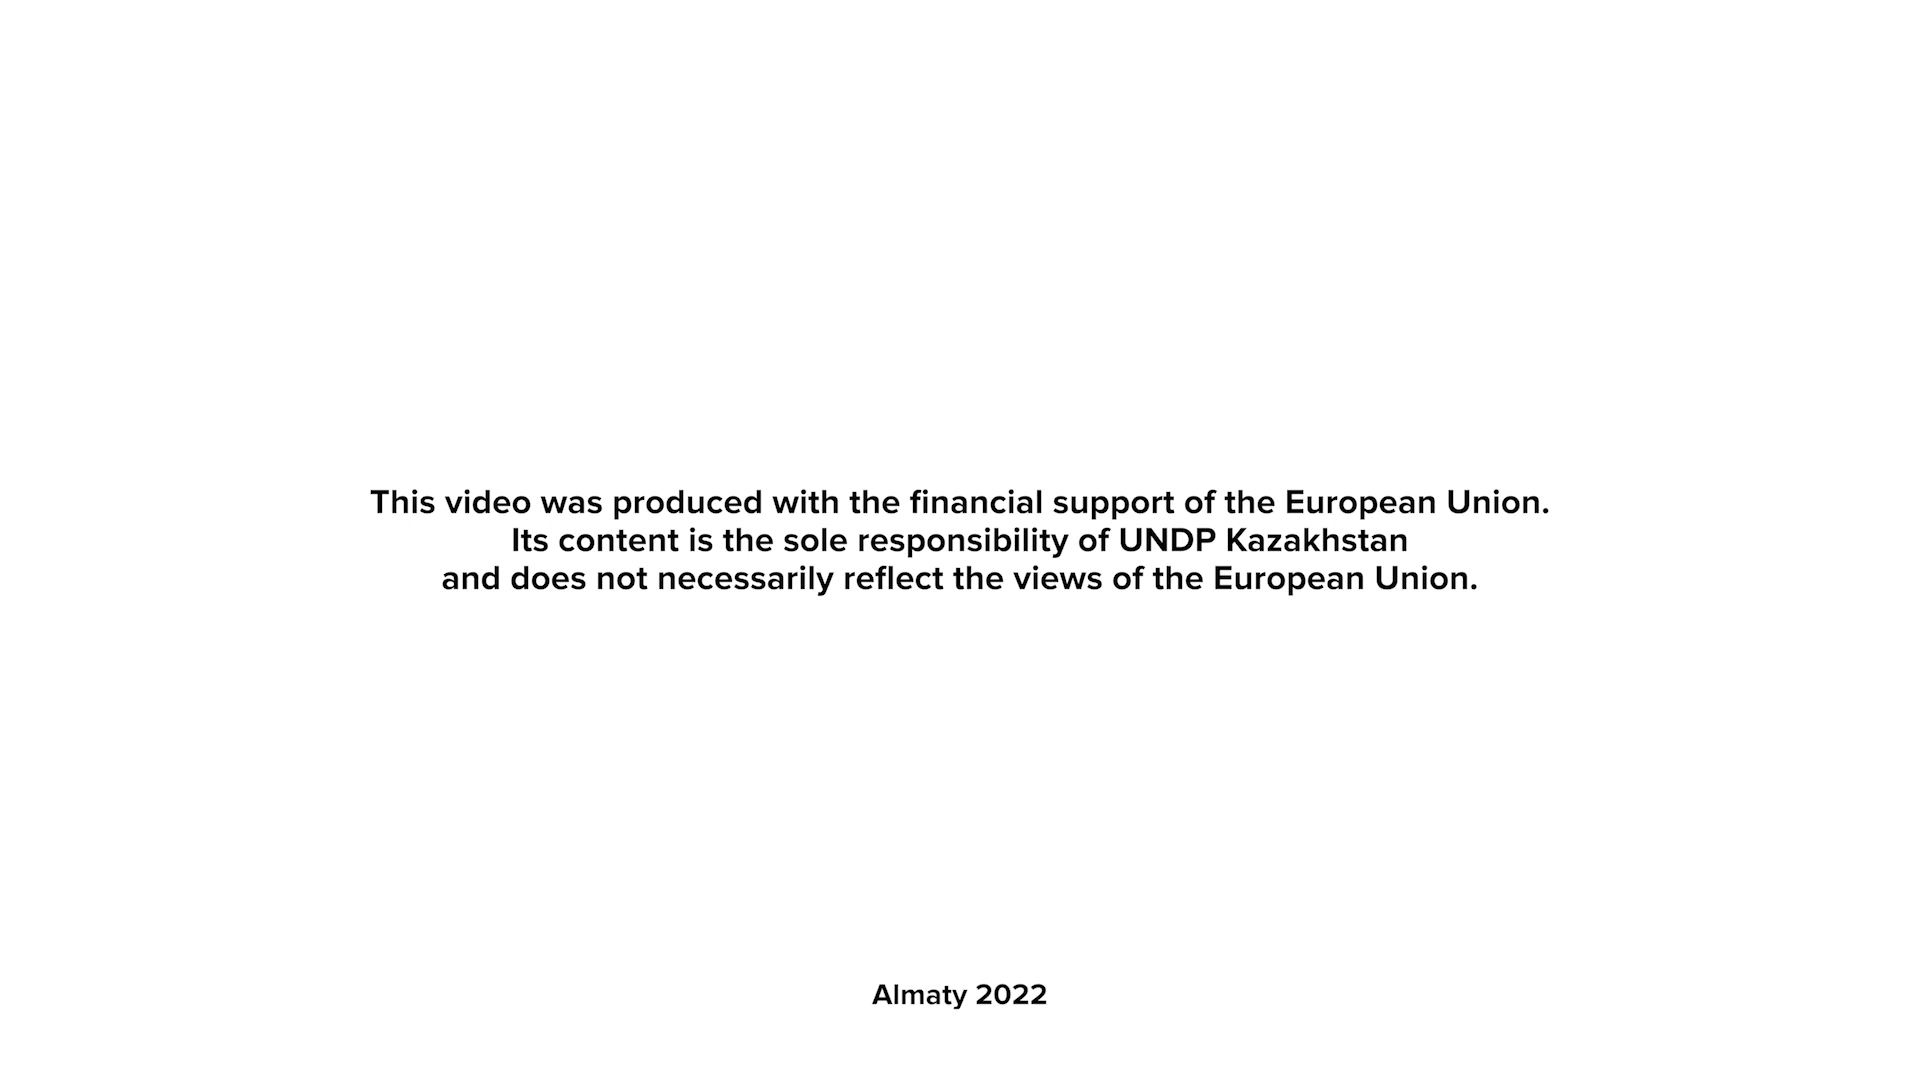 This video was produced with the financial support of the European Union.
Its content is the sole responsibility of UNDP Kazakhstan
and does not necessarily reflect the views of the European Union.
Almaty 2022